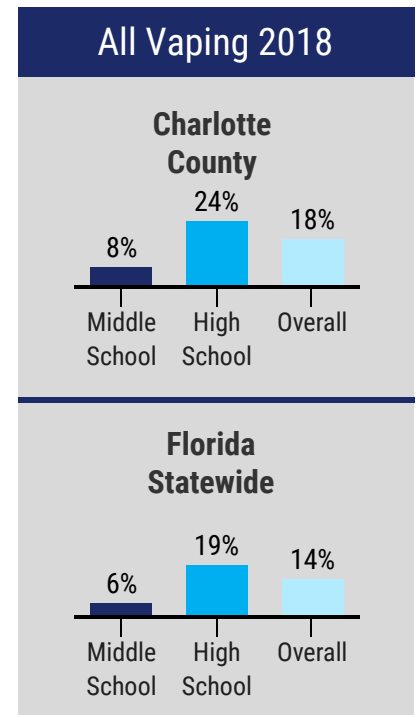 All Vaping 2018
Charlotte
County
24%
18%
8%
Middle High Overall
School School
Florida
Statewide
19%
14%
6%
Middle High Overall
School School